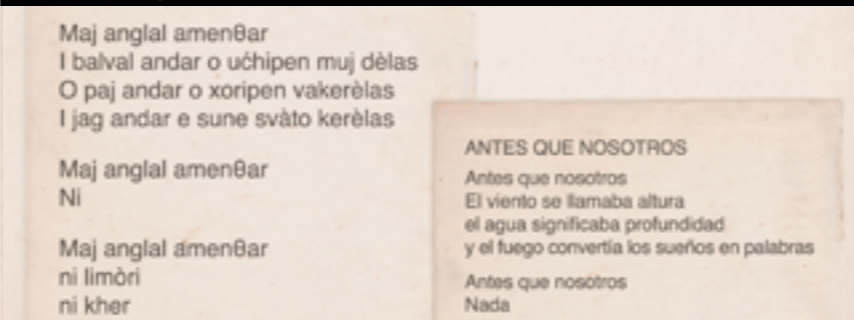 Maj anglal amenθar
I balval andar o ućhipen muj dèlas
O paj andar o xoripen vakerèlas
I jag andar e sune svàto kerèlas
Maj anglal amenθar
Ni
Maj anglal amenθar
ni limòri
ni kher
ANTES QUE NOSOTROS
Antes que nosotros
El viento se llamaba altura
el agua significaba profundidad
y el fuego convertía los sueños en palabras
Antes que nosotros
Nada